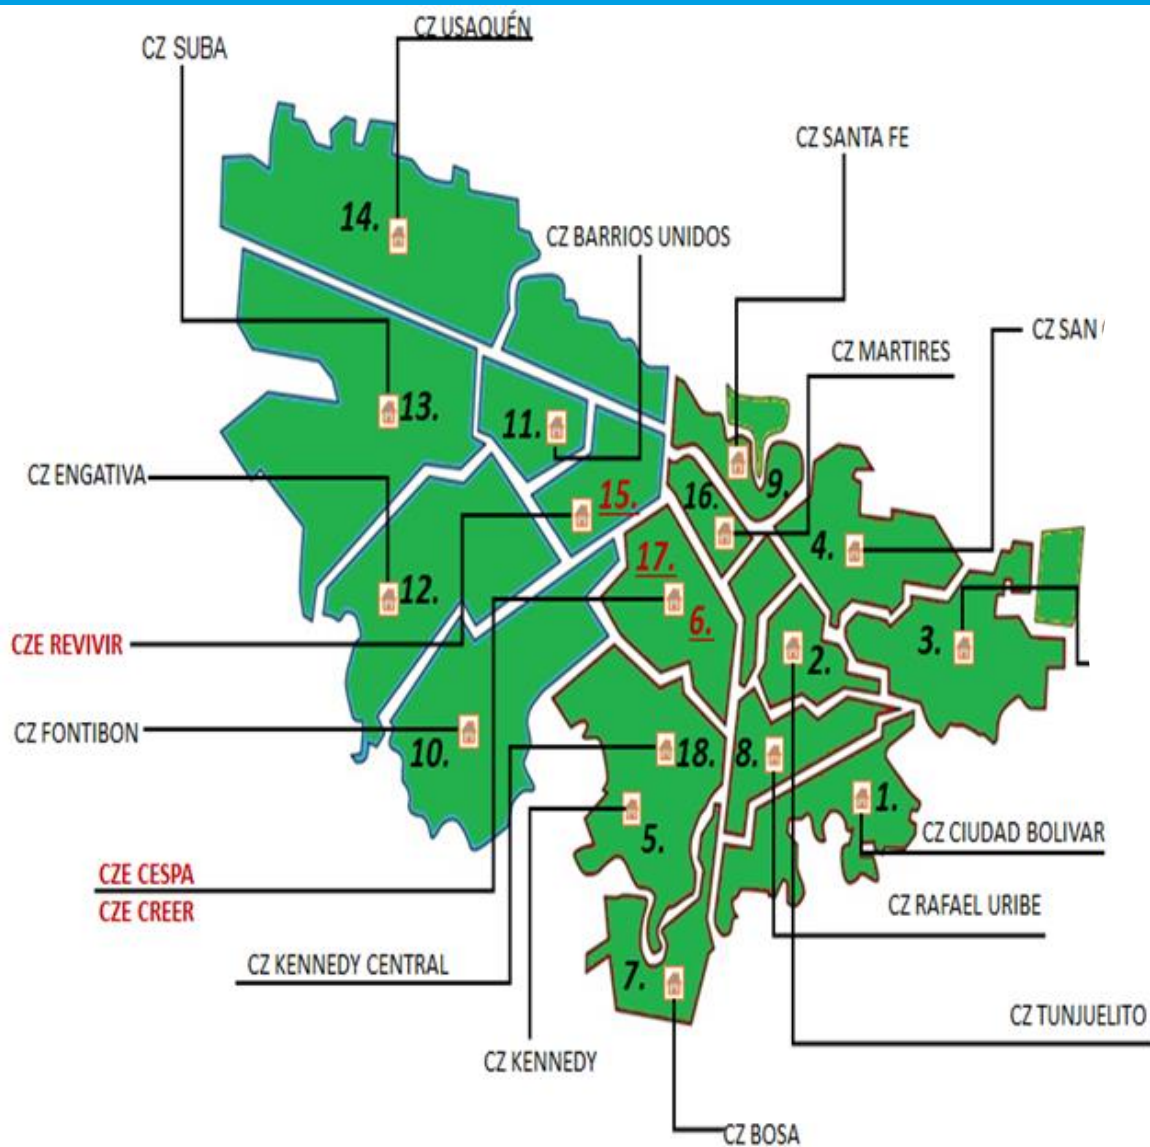 CZ USAQUÉN
CZ SUBA
CZ SANTA FE
14.
CZ BARRIOS UNIDOS
CZ SAN
CZ MARTIRES
13.
11.
CZ ENGATIVA
15.
16.
9.
4.
17.
12.
6.
CZE REVIVIR
2.
3.
CZ FONTIBON
10.
18.
8.
1.
5.
CZ CIUDAD BOLIVAR
CZE CESPA
CZE CREER
CZ RAFAEL URIBE
CZ KENNEDY CENTRAL
7.
CZ TUNJUELITO
CZ KENNEDY
CZ BOSA